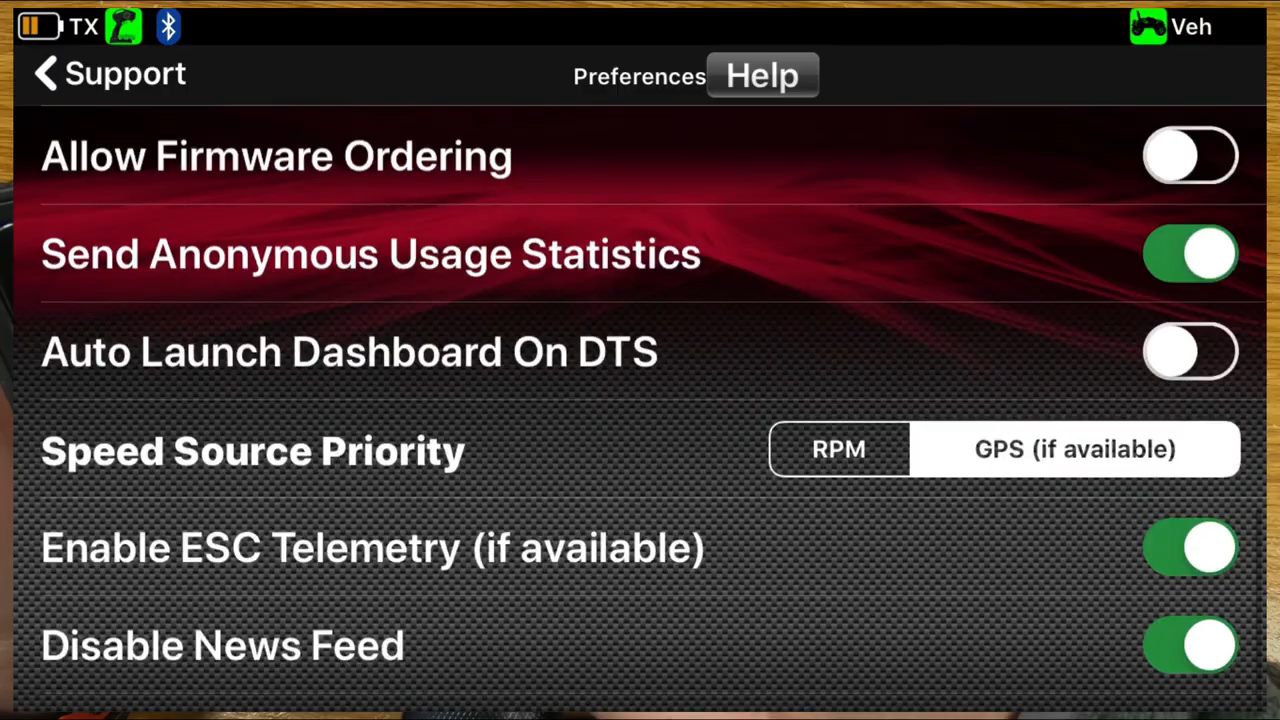 TX
Veh
Support
Preferences
Help
Allow Firmware Ordering
Send Anonymous Usage Statistics
Auto Launch Dashboard On DTS
Speed Source Priority
RPM
GPS (if available)
Enable ESC Telemetry (if available)
Disable News Feed